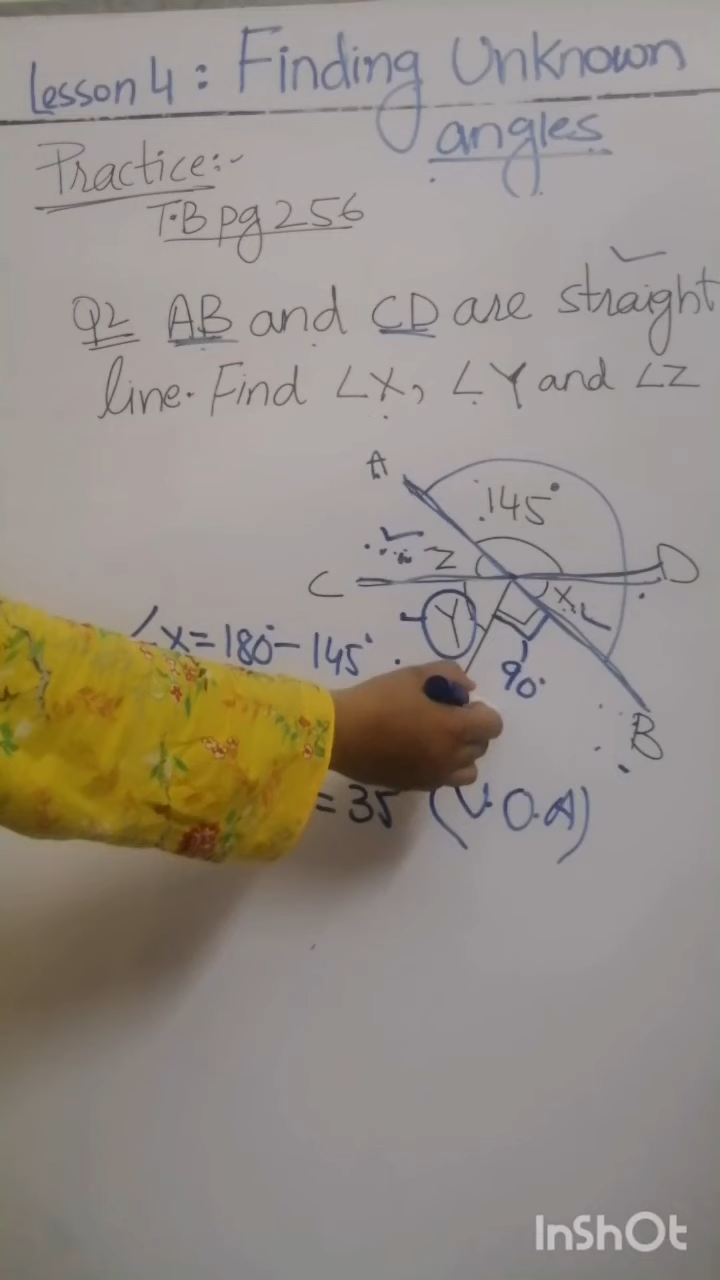 Lesson 4 : Finding Unknown
angles
Practice:-
T.B pg 256
Q2 AB and CD are straight
line. Find ∠X, ∠Y and ∠Z
A
145°
C
Z
D
Y
X
90°
B
∠X = 180° - 145°
= 35° (V.O.A)
InShOt